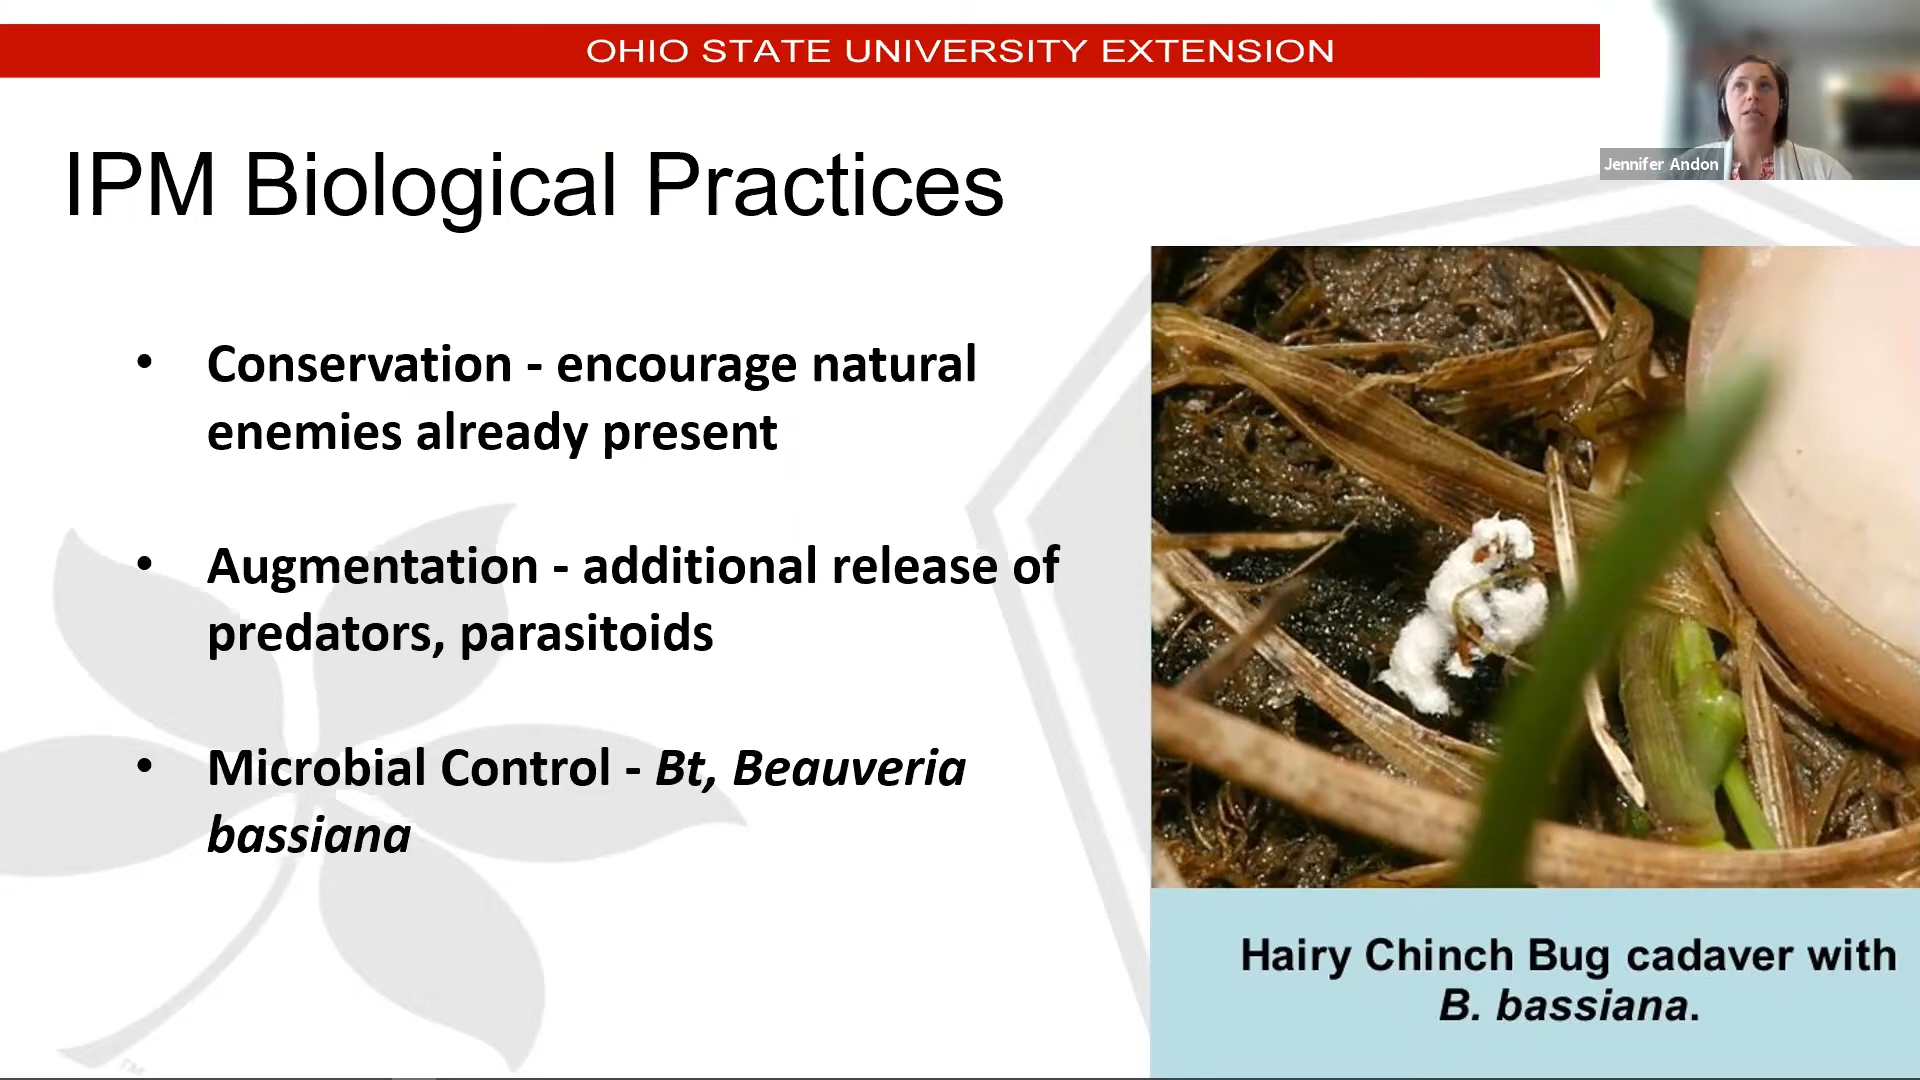 OHIO STATE UNIVERSITY EXTENSION
Jennifer Andon
IPM Biological Practices
• Conservation - encourage natural
enemies already present
• Augmentation - additional release of
predators, parasitoids
• Microbial Control - Bt, Beauveria
bassiana
Hairy Chinch Bug cadaver with
B. bassiana.
TM